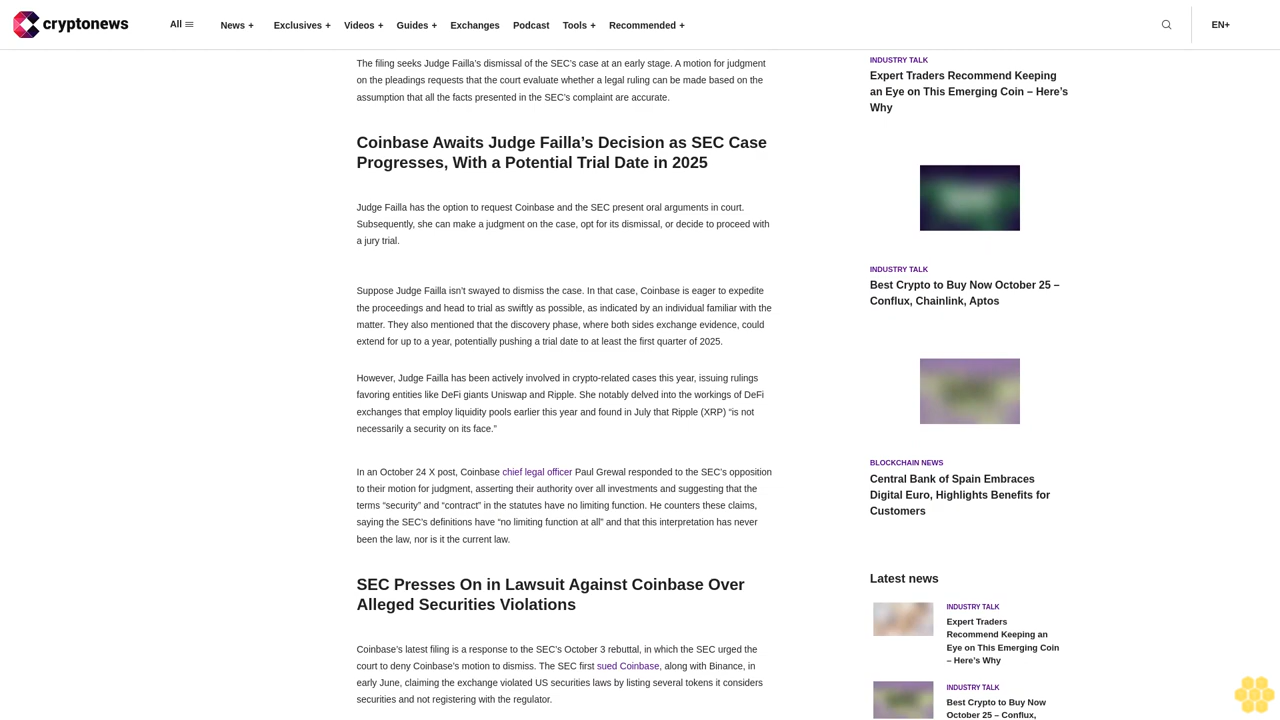 cryptonews
All
News +
Exclusives +
Videos +
Guides +
Exchanges
Podcast
Tools +
Recommended +
EN+
The filing seeks Judge Failla’s dismissal of the SEC’s case at an early stage. A motion for judgment
on the pleadings requests that the court evaluate whether a legal ruling can be made based on the
assumption that all the facts presented in the SEC’s complaint are accurate.
Coinbase Awaits Judge Failla’s Decision as SEC Case
Progresses, With a Potential Trial Date in 2025
Judge Failla has the option to request Coinbase and the SEC present oral arguments in court.
Subsequently, she can make a judgment on the case, opt for its dismissal, or decide to proceed with
a jury trial.
Suppose Judge Failla isn’t swayed to dismiss the case. In that case, Coinbase is eager to expedite
the proceedings and head to trial as swiftly as possible, as indicated by an individual familiar with the
matter. They also mentioned that the discovery phase, where both sides exchange evidence, could
extend for up to a year, potentially pushing a trial date to at least the first quarter of 2025.
However, Judge Failla has been actively involved in crypto-related cases this year, issuing rulings
favoring entities like DeFi giants Uniswap and Ripple. She notably delved into the workings of DeFi
exchanges that employ liquidity pools earlier this year and found in July that Ripple (XRP) “is not
necessarily a security on its face.”
In an October 24 X post, Coinbase chief legal officer Paul Grewal responded to the SEC’s opposition
to their motion for judgment, asserting their authority over all investments and suggesting that the
terms “security” and “contract” in the statutes have no limiting function. He counters these claims,
saying the SEC’s definitions have “no limiting function at all” and that this interpretation has never
been the law, nor is it the current law.
SEC Presses On in Lawsuit Against Coinbase Over
Alleged Securities Violations
Coinbase’s latest filing is a response to the SEC’s October 3 rebuttal, in which the SEC urged the
court to deny Coinbase’s motion to dismiss. The SEC first sued Coinbase, along with Binance, in
early June, claiming the exchange violated US securities laws by listing several tokens it considers
securities and not registering with the regulator.
INDUSTRY TALK
Expert Traders Recommend Keeping
an Eye on This Emerging Coin – Here’s
Why
INDUSTRY TALK
Best Crypto to Buy Now October 25 –
Conflux, Chainlink, Aptos
BLOCKCHAIN NEWS
Central Bank of Spain Embraces
Digital Euro, Highlights Benefits for
Customers
Latest news
INDUSTRY TALK
Expert Traders
Recommend Keeping an
Eye on This Emerging Coin
– Here’s Why
INDUSTRY TALK
Best Crypto to Buy Now
October 25 – Conflux,